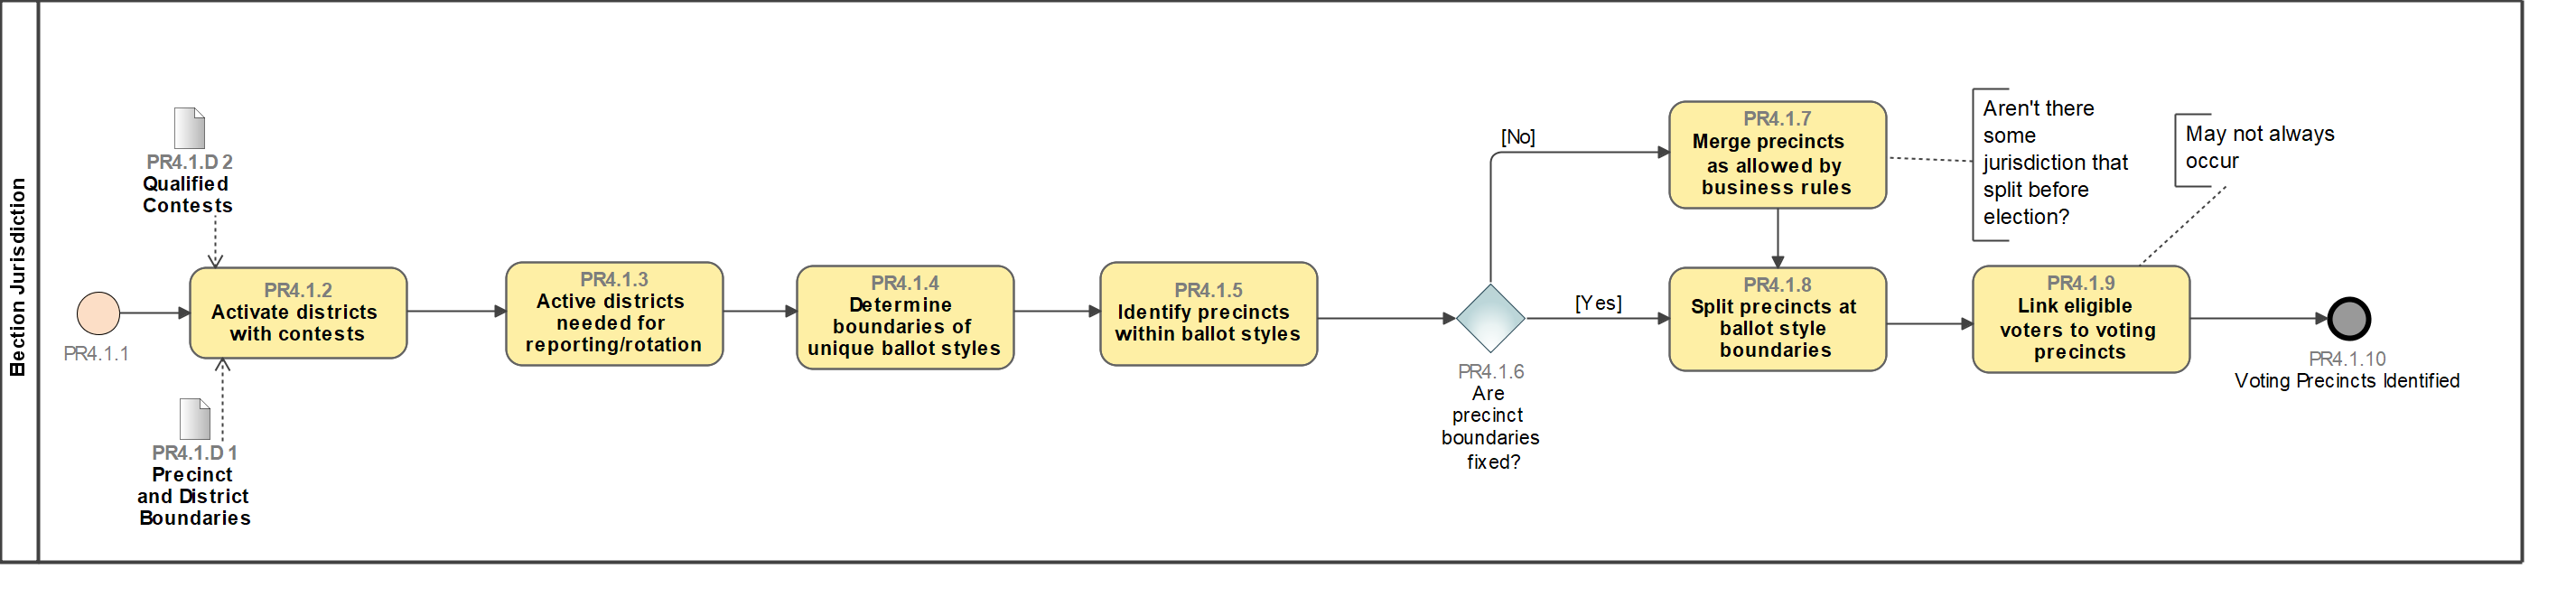 Election Jurisdiction
PR4.1.D 2
Qualified
Contests
PR4.1.1
PR4.1.D 1
Precinct
and District
Boundaries
PR4.1.2
Activate districts
with contests
PR4.1.3
Active districts
needed for
reporting/rotation
PR4.1.4
Determine
boundaries of
unique ballot styles
PR4.1.5
Identify precincts
within ballot styles
PR4.1.6
Are
precinct
boundaries
fixed?
[No]
[Yes]
PR4.1.7
Merge precincts
as allowed by
business rules
PR4.1.8
Split precincts at
ballot style
boundaries
Aren't there
some
jurisdiction that
split before
election?
May not always
occur
PR4.1.9
Link eligible
voters to voting
precincts
PR4.1.10
Voting Precincts Identified